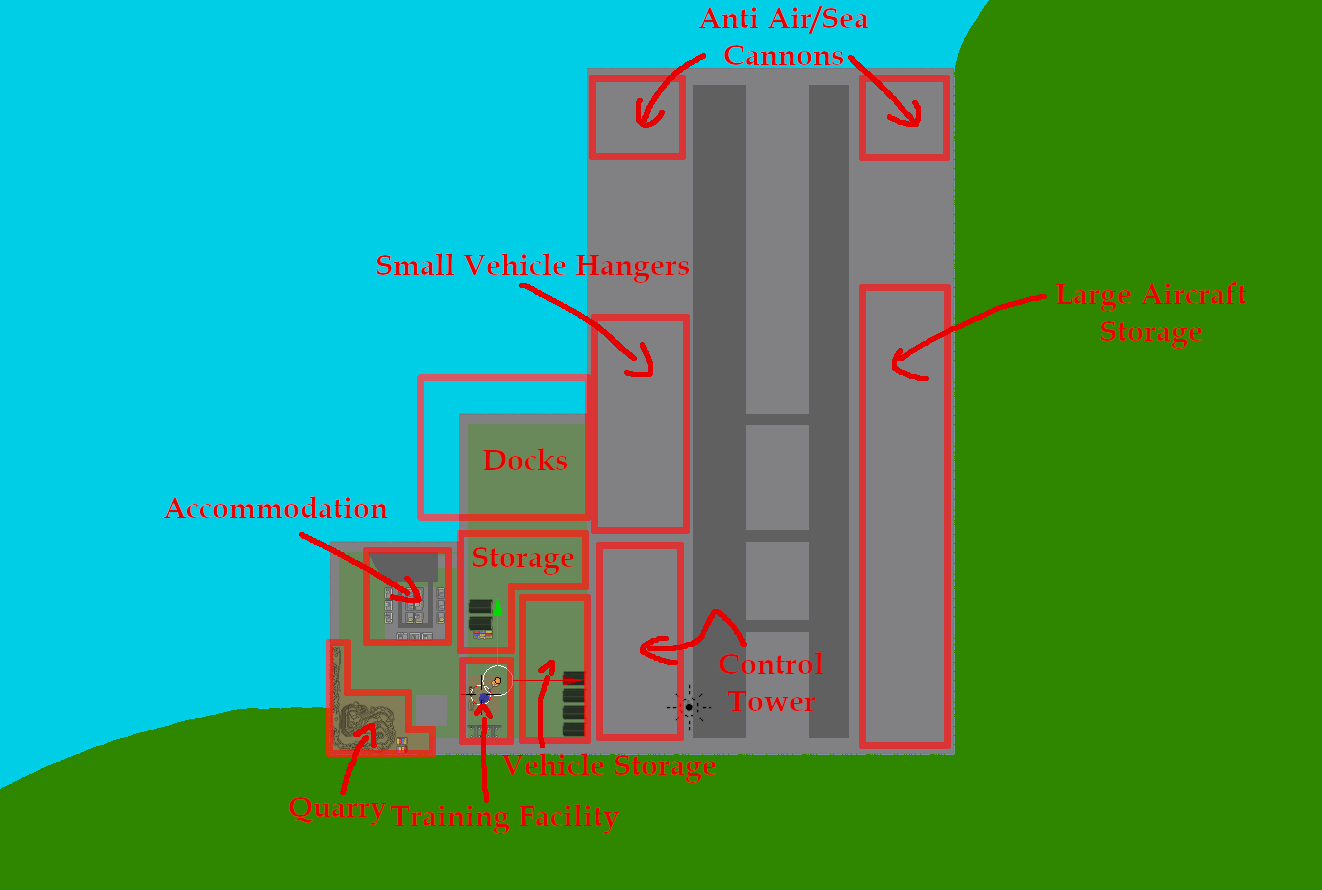 Anti Air/Sea
Cannons
Small Vehicle Hangers
Large Aircraft
Storage
Docks
Accommodation
Storage
Control
Tower
Vehicle Storage
Quarry
Training Facility